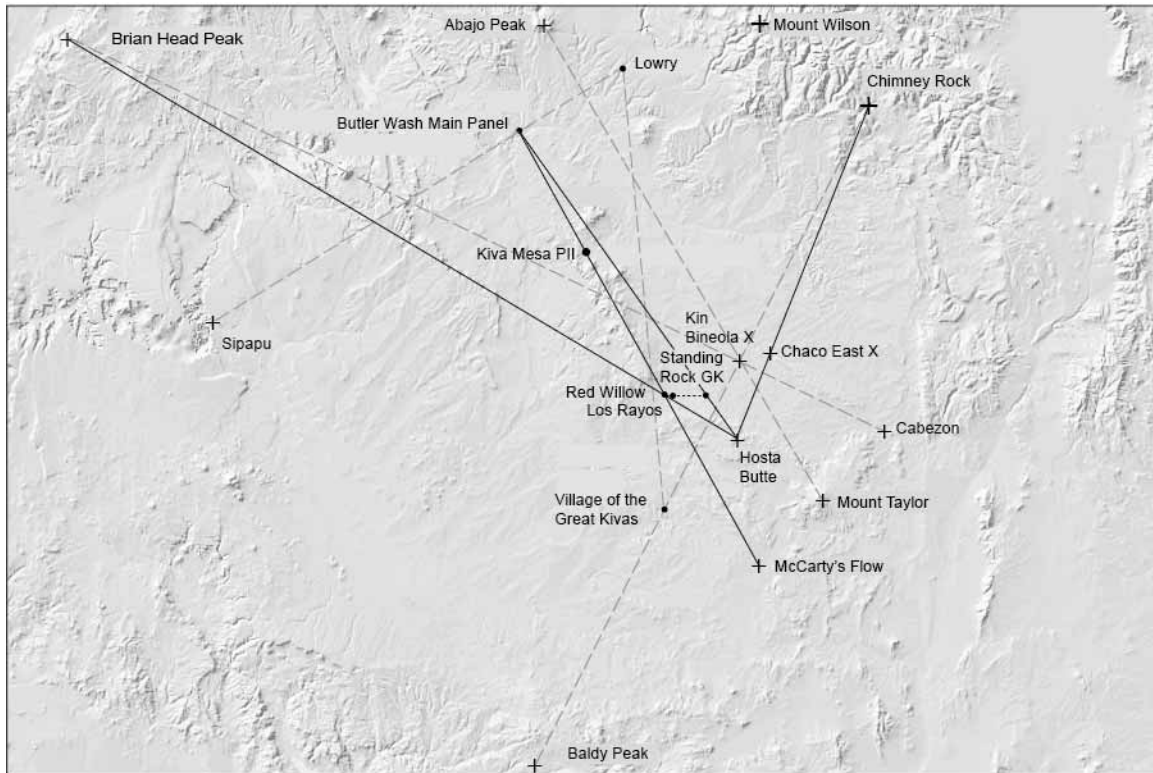 Abajo Peak
Mount Wilson
Brian Head Peak
Lowry
Chimney Rock
Butler Wash Main Panel
Kiva Mesa PII
Sipapu
Kin
Bineola X
Chaco East X
Standing
Rock GK
Red Willow
Los Rayos
Cabezon
Hosta
Butte
Village of the
Great Kivas
Mount Taylor
McCarty's Flow
Baldy Peak